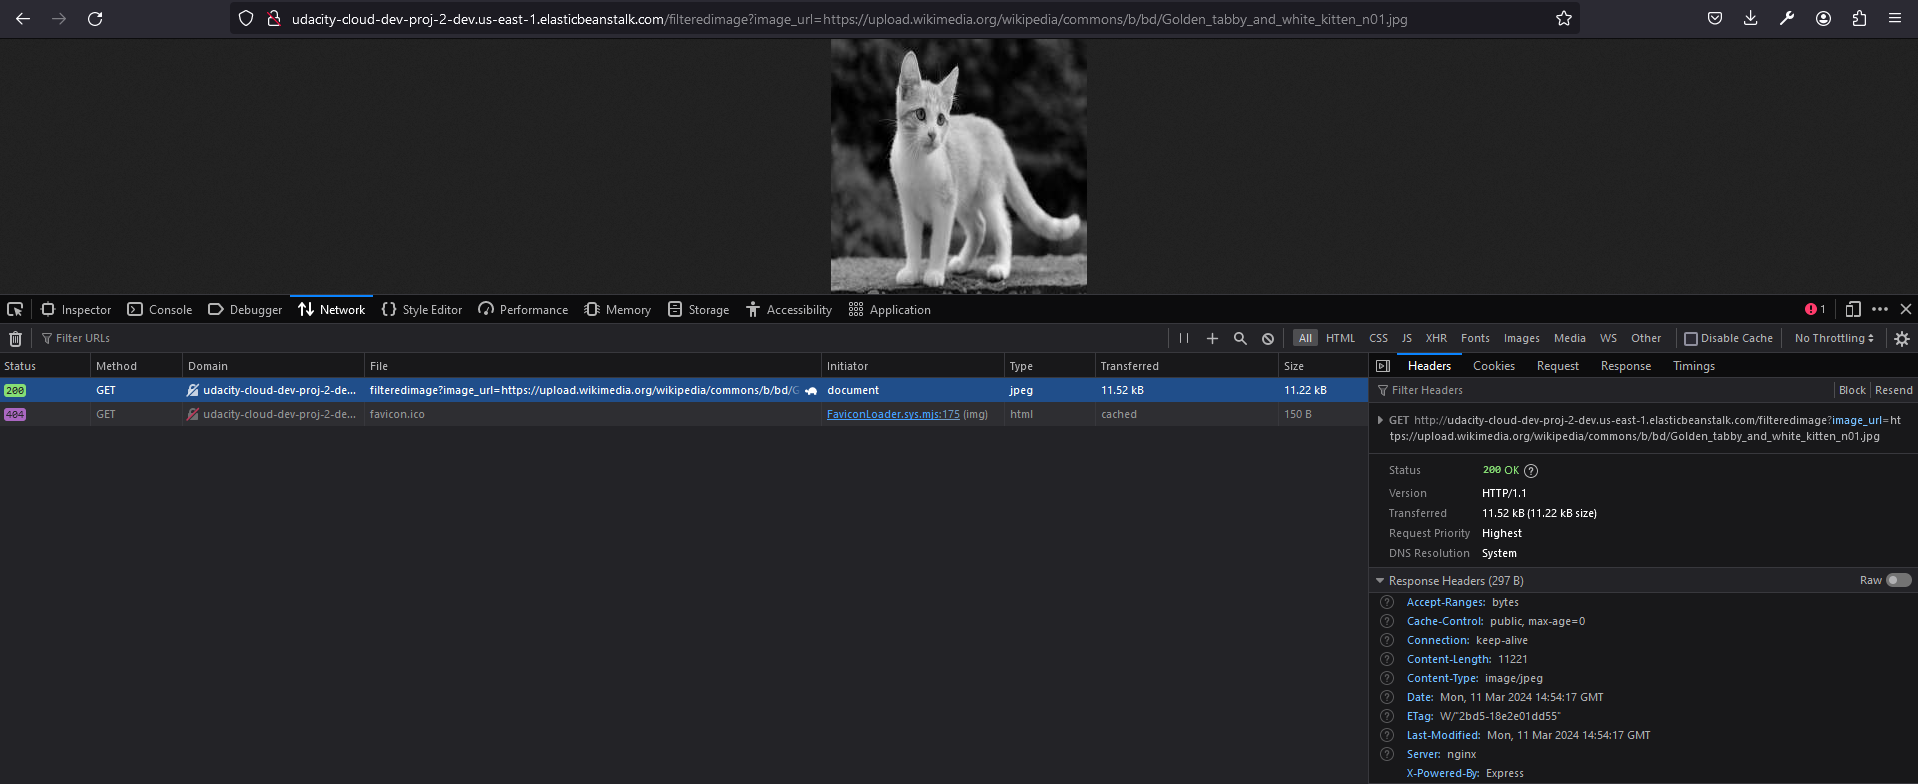 udacity-cloud-dev-proj-2-dev.us-east-1.elasticbeanstalk.com/filteredimage?image_url=https://upload.wikimedia.org/wikipedia/commons/b/bd/Golden_tabby_and_white_kitten_n01.jpg
Inspector Console Debugger Network Style Editor Performance Memory Storage Accessibility Application 1
Filter URLs All HTML CSS JS XHR Fonts Images Media WS Other Disable Cache No Throttling
Status Method Domain File Initiator Type Transferred Size
200 GET udacity-cloud-dev-proj-2-de... filteredimage?image_url=https://upload.wikimedia.org/wikipedia/commons/b/bd/G document jpeg 11.52 kB 11.22 kB
404 GET udacity-cloud-dev-proj-2-de... favicon.ico FaviconLoader.sys.mjs:175 (img) html cached 150 B
Headers Cookies Request Response Timings
Filter Headers Block Resend
GET http://udacity-cloud-dev-proj-2-dev.us-east-1.elasticbeanstalk.com/filteredimage?image_url=ht
tps://upload.wikimedia.org/wikipedia/commons/b/bd/Golden_tabby_and_white_kitten_n01.jpg
Status 200 OK
Version HTTP/1.1
Transferred 11.52 kB (11.22 kB size)
Request Priority Highest
DNS Resolution System
Response Headers (297 B) Raw
Accept-Ranges: bytes
Cache-Control: public, max-age=0
Connection: keep-alive
Content-Length: 11221
Content-Type: image/jpeg
Date: Mon, 11 Mar 2024 14:54:17 GMT
ETag: W/"2bd5-18e2e01dd55"
Last-Modified: Mon, 11 Mar 2024 14:54:17 GMT
Server: nginx
X-Powered-By: Express